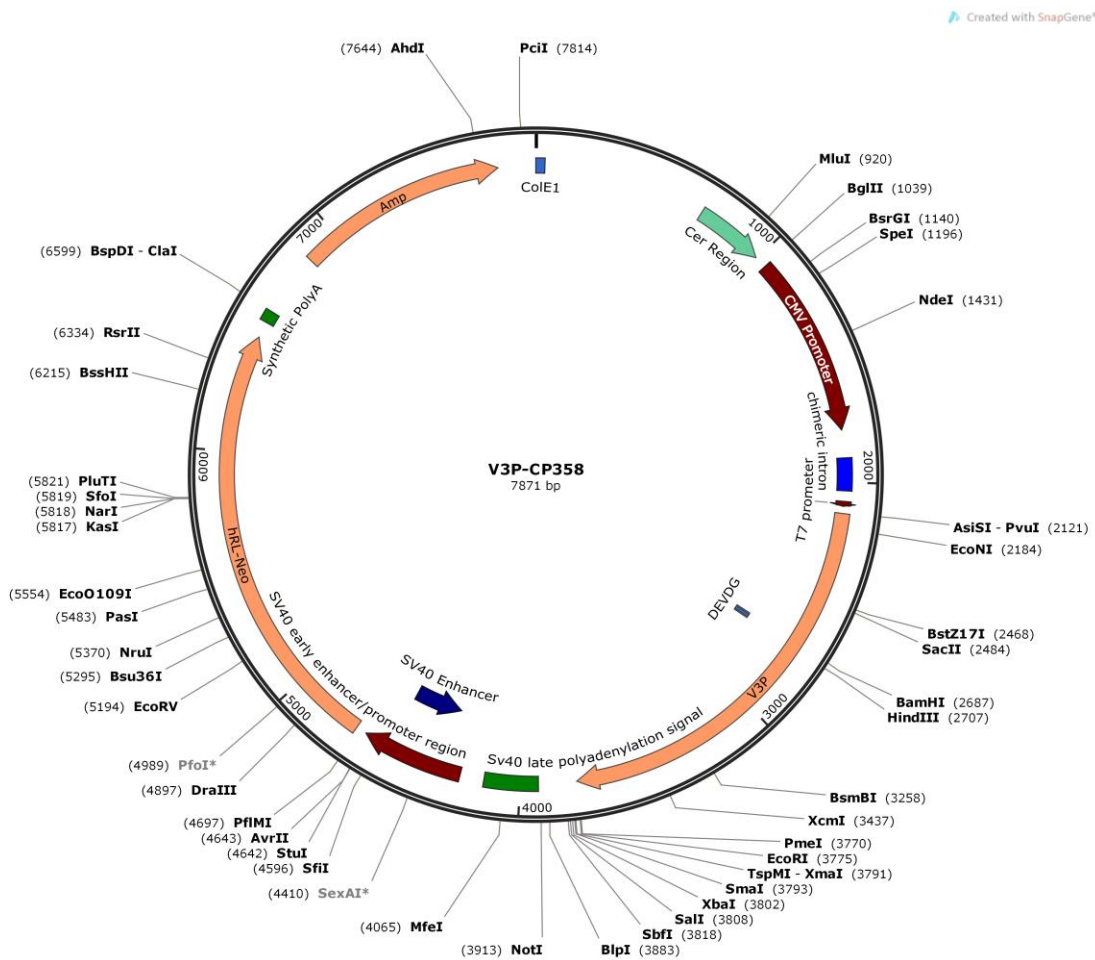 Created with SnapGene®
(7644) AhdI
PciI (7814)
MluI (920)
BglII (1039)
BsrGI (1140)
SpeI (1196)
NdeI (1431)
AsiSI - PvuI (2121)
EcoNI (2184)
BstZ17I (2468)
SacII (2484)
BamHI (2687)
HindIII (2707)
BsmBI (3258)
XcmI (3437)
PmeI (3770)
EcoRI (3775)
TspMI - XmaI (3791)
SmaI (3793)
XbaI (3802)
SalI (3808)
SbfI (3818)
BlpI (3883)
(3913) NotI
(4065) MfeI
(4410) SexAI*
(4596) SfiI
(4642) StuI
(4643) AvrII
(4697) PflMI
(4897) DraIII
(4989) PfoI*
(5194) EcoRV
(5295) Bsu36I
(5370) NruI
(5483) PasI
(5554) EcoO109I
(5817) KasI
(5818) NarI
(5819) SfoI
(5821) PluTI
(6215) BssHII
(6334) RsrII
(6599) BspDI - ClaI
ColE1
Cer Region
CMV Promoter
chimeric intron
T7 promoter
V3P
DEVDG
Sv40 late polyadenylation signal
SV40 Enhancer
SV40 early enhancer/promoter region
hRL-Neo
Synthetic PolyA
Amp
1000
2000
3000
4000
5000
6000
7000
V3P-CP358
7871 bp